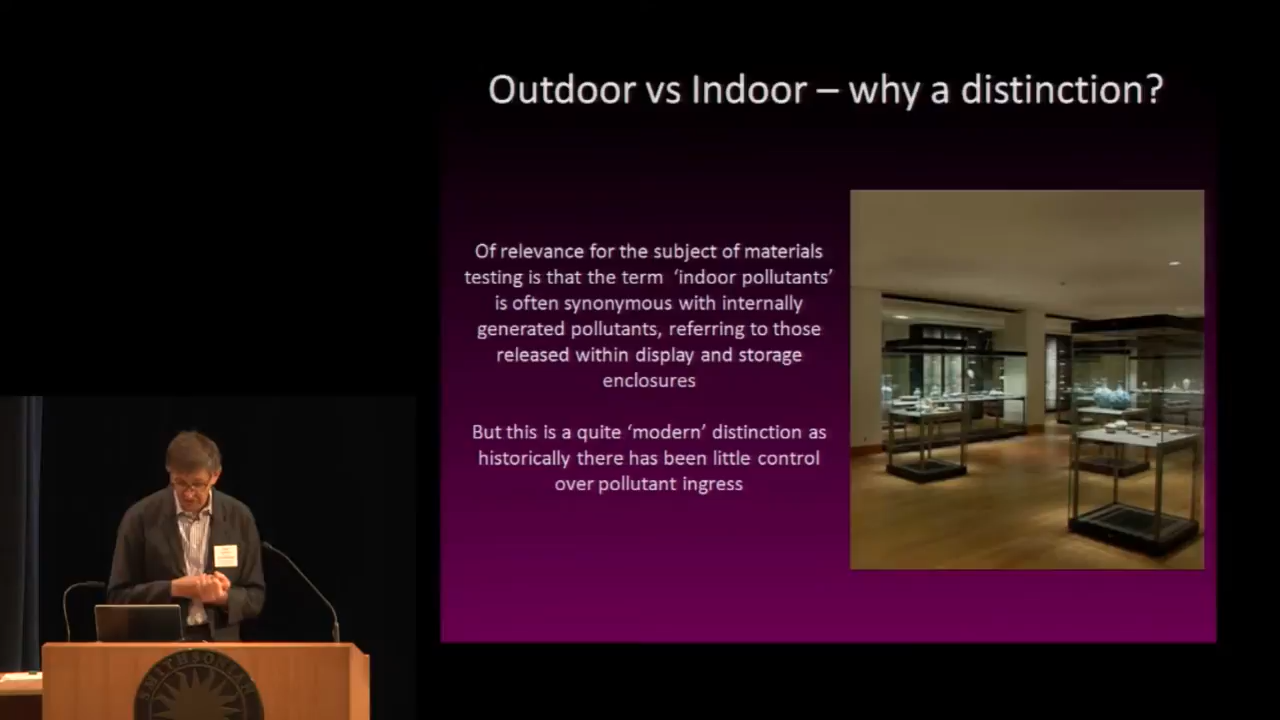 Outdoor vs Indoor – why a distinction?
Of relevance for the subject of materials
testing is that the term ‘indoor pollutants’
is often synonymous with internally
generated pollutants, referring to those
released within display and storage
enclosures
But this is a quite ‘modern’ distinction as
historically there has been little control
over pollutant ingress
SMITHSONIAN